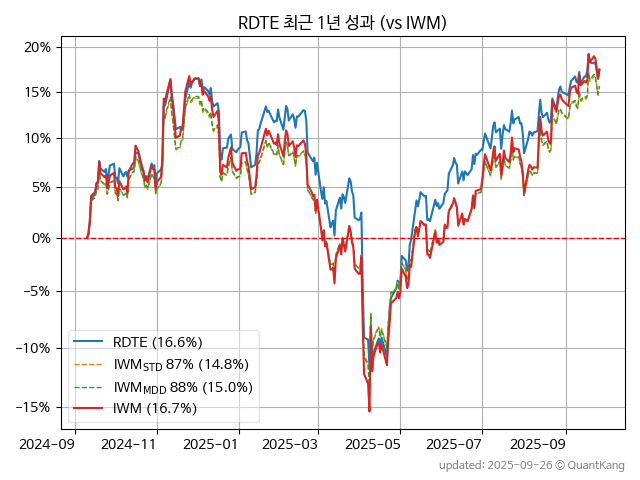 RDTE 최근 1년 성과 (vs IWM)
20%
15%
10%
5%
0%
−5%
−10%
−15%
RDTE (16.6%)
IWM_STD 87% (14.8%)
IWM_MDD 88% (15.0%)
IWM (16.7%)
2024-09 2024-11 2025-01 2025-03 2025-05 2025-07 2025-09
updated: 2025-09-26 © QuantKang